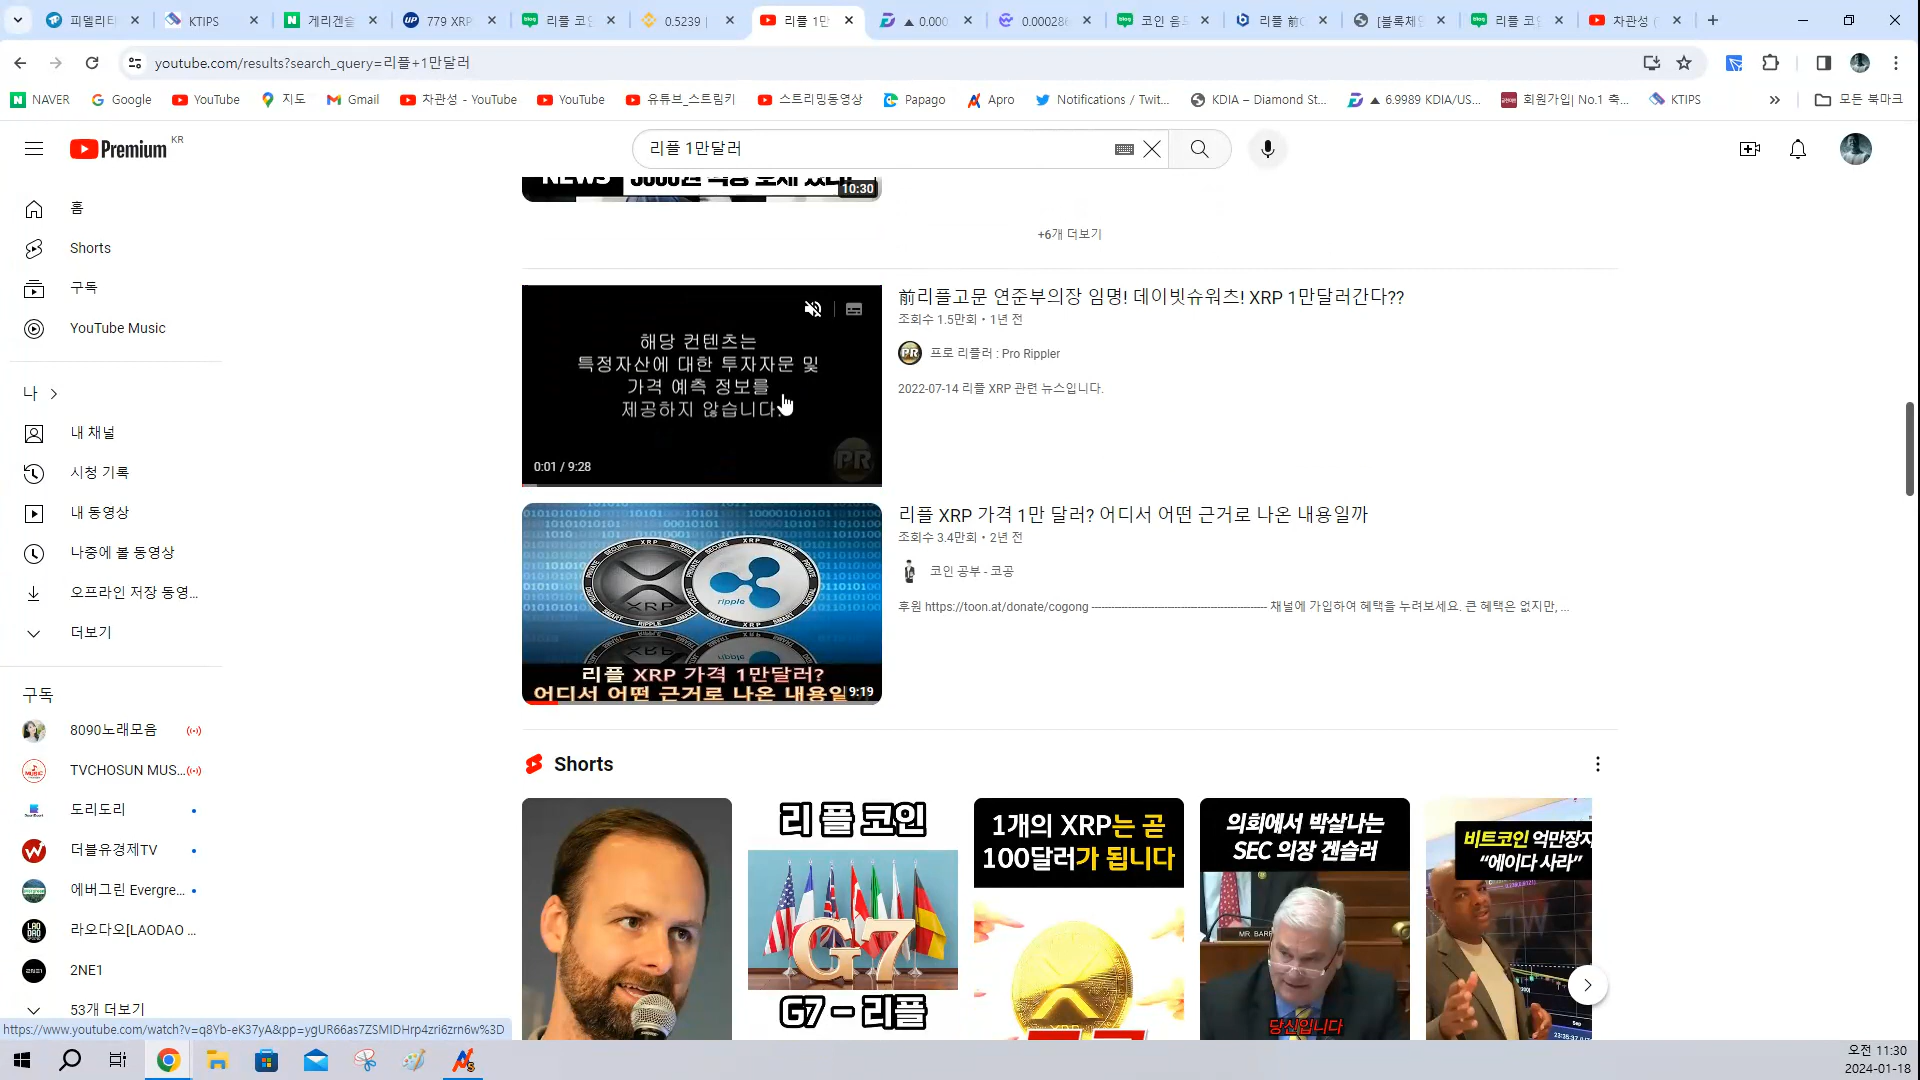 피델리티
KTIPS
게리겐슬
779 XRP
리플 코인
0.5239 |
리플 1만
▲ 0.000
0.000286
코인 음
리플 前
[블록체인
리플 코인
차관성
youtube.com/results?search_query=리플+1만달러
NAVER
Google
YouTube
지도
Gmail
차관성 - YouTube
YouTube
유튜브_스트림키
스트리밍동영상
Papago
Apro
Notifications / Twit...
KDIA – Diamond St...
▲ 6.9989 KDIA/US...
회원가입| No.1 축...
KTIPS
모든 북마크
Premium KR
리플 1만달러
홈
Shorts
구독
YouTube Music
나
내 채널
시청 기록
내 동영상
나중에 볼 동영상
오프라인 저장 동영...
더보기
구독
8090노래모음
TVCHOSUN MUS...
도리도리
더블유경제TV
에버그린 Evergre...
라오다오[LAODAO ...
2NE1
53개 더보기
10:30
+6개 더보기
해당 컨텐츠는
특정자산에 대한 투자자문 및
가격 예측 정보를
제공하지 않습니다.
PR
0:01 / 9:28
前리플고문 연준부의장 임명! 데이빗슈워츠! XRP 1만달러간다??
조회수 1.5만회 • 1년 전
PR
프로 리플러 : Pro Rippler
2022-07-14 리플 XRP 관련 뉴스입니다.
XRP
ripple
리플 XRP 가격 1만달러?
어디서 어떤 근거로 나온 내용일
9:19
리플 XRP 가격 1만 달러? 어디서 어떤 근거로 나온 내용일까
조회수 3.4만회 • 2년 전
코인 공부 - 코공
후원 https://toon.at/donate/cogong ---------------------------------------- 채널에 가입하여 혜택을 누려보세요. 큰 혜택은 없지만, ...
Shorts
리플 코인
G7
G7 – 리플
1개의 XRP는 곧
100달러가 됩니다
의회에서 박살나는
SEC 의장 겐슬러
MR. BARR
당신입니다
비트코인 억만장자
“에이다 사라”
https://www.youtube.com/watch?v=q8Yb-eK37yA&pp=ygUR66as7ZSMIDHrp4zri6zrn6w%3D
오전 11:30
2024-01-18